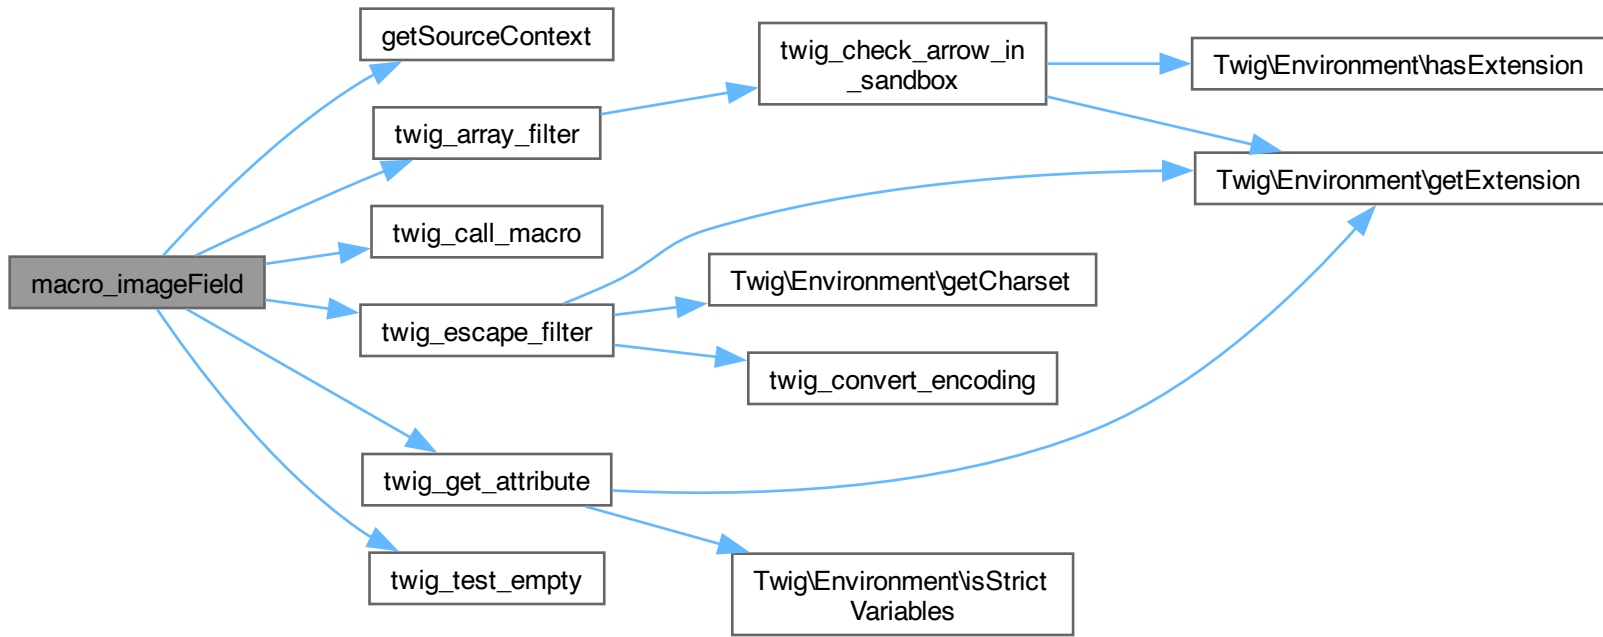 macro_imageField
getSourceContext
twig_array_filter
twig_call_macro
twig_escape_filter
twig_get_attribute
twig_test_empty
twig_check_arrow_in
_sandbox
Twig\Environment\getCharset
twig_convert_encoding
Twig\Environment\isStrict
Variables
Twig\Environment\hasExtension
Twig\Environment\getExtension